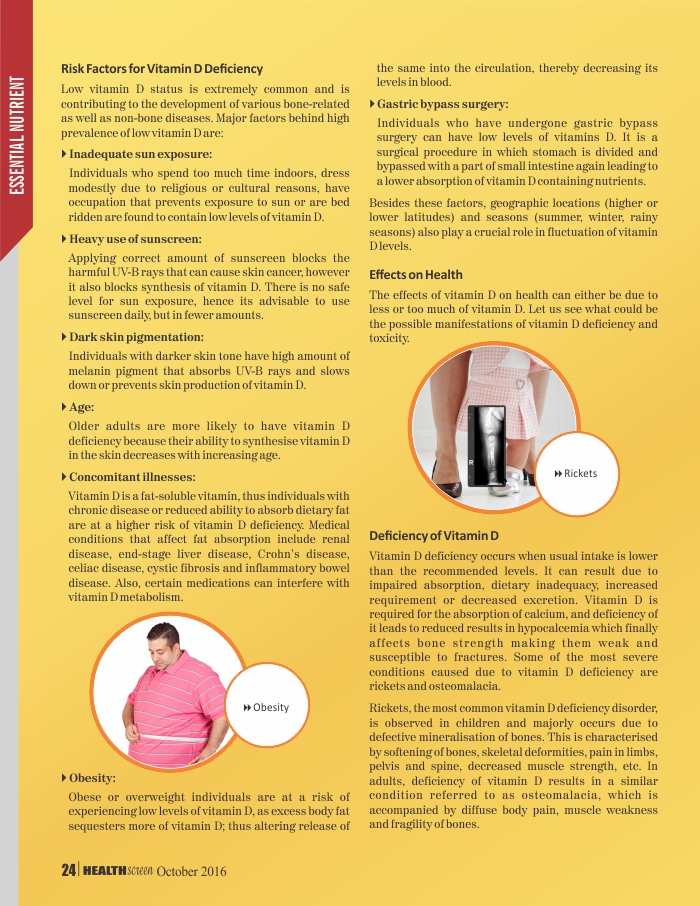 ESSENTIAL NUTRIENT
Risk Factors for Vitamin D Deficiency
Low vitamin D status is extremely common and is
contributing to the development of various bone-related
as well as non-bone diseases. Major factors behind high
prevalence of low vitamin D are:
Inadequate sun exposure:
Individuals who spend too much time indoors, dress
modestly due to religious or cultural reasons, have
occupation that prevents exposure to sun or are bed
ridden are found to contain low levels of vitamin D.
Heavy use of sunscreen:
Applying correct amount of sunscreen blocks the
harmful UV-B rays that can cause skin cancer, however
it also blocks synthesis of vitamin D. There is no safe
level for sun exposure, hence its advisable to use
sunscreen daily, but in fewer amounts.
Dark skin pigmentation:
Individuals with darker skin tone have high amount of
melanin pigment that absorbs UV-B rays and slows
down or prevents skin production of vitamin D.
Age:
Older adults are more likely to have vitamin D
deficiency because their ability to synthesise vitamin D
in the skin decreases with increasing age.
Concomitant illnesses:
Vitamin D is a fat-soluble vitamin, thus individuals with
chronic disease or reduced ability to absorb dietary fat
are at a higher risk of vitamin D deficiency. Medical
conditions that affect fat absorption include renal
disease, end-stage liver disease, Crohn's disease,
celiac disease, cystic fibrosis and inflammatory bowel
disease. Also, certain medications can interfere with
vitamin D metabolism.
Obesity
Obesity:
Obese or overweight individuals are at a risk of
experiencing low levels of vitamin D, as excess body fat
sequesters more of vitamin D; thus altering release of
the same into the circulation, thereby decreasing its
levels in blood.
Gastric bypass surgery:
Individuals who have undergone gastric bypass
surgery can have low levels of vitamins D. It is a
surgical procedure in which stomach is divided and
bypassed with a part of small intestine again leading to
a lower absorption of vitamin D containing nutrients.
Besides these factors, geographic locations (higher or
lower latitudes) and seasons (summer, winter, rainy
seasons) also play a crucial role in fluctuation of vitamin
D levels.
Effects on Health
The effects of vitamin D on health can either be due to
less or too much of vitamin D. Let us see what could be
the possible manifestations of vitamin D deficiency and
toxicity.
R
Rickets
Deficiency of Vitamin D
Vitamin D deficiency occurs when usual intake is lower
than the recommended levels. It can result due to
impaired absorption, dietary inadequacy, increased
requirement or decreased excretion. Vitamin D is
required for the absorption of calcium, and deficiency of
it leads to reduced results in hypocalcemia which finally
affects bone strength making them weak and
susceptible to fractures. Some of the most severe
conditions caused due to vitamin D deficiency are
rickets and osteomalacia.
Rickets, the most common vitamin D deficiency disorder,
is observed in children and majorly occurs due to
defective mineralisation of bones. This is characterised
by softening of bones, skeletal deformities, pain in limbs,
pelvis and spine, decreased muscle strength, etc. In
adults, deficiency of vitamin D results in a similar
condition referred to as osteomalacia, which is
accompanied by diffuse body pain, muscle weakness
and fragility of bones.
24 HEALTHscreen October 2016